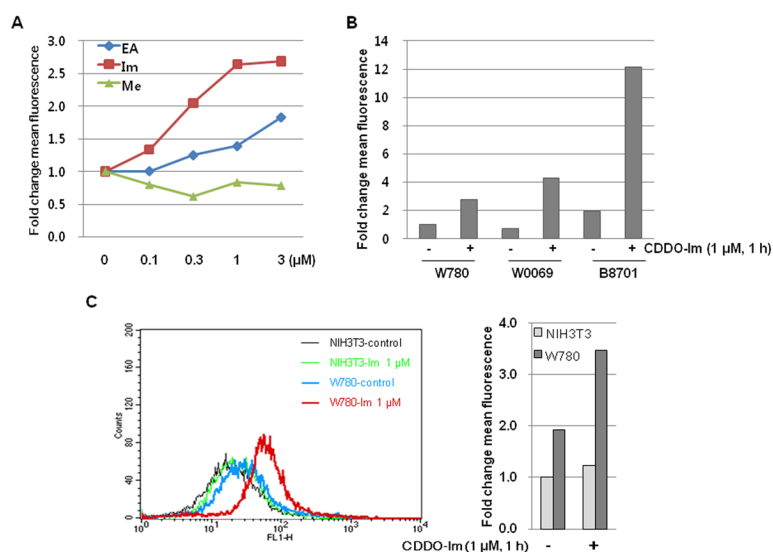 A
Fold change mean fluorescence
3.0
2.5
2.0
1.5
1.0
0.5
0.0
EA
Im
Me
0 0.1 0.3 1 3 (μM)
B
Fold change mean fluorescence
14
12
10
8
6
4
2
0
- + - + - + CDDO-Im (1 μM, 1 h)
W780 W0069 B8701
C
Counts
200
160
120
80
40
0
NIH3T3-control
NIH3T3-Im 1 μM
W780-control
W780-Im 1 μM
10⁰ 10¹ 10² 10³ 10⁴
FL1-H
Fold change mean fluorescence
4.0
3.0
2.0
1.0
0.0
NIH3T3
W780
- +
CDDO-Im (1 μM, 1 h)